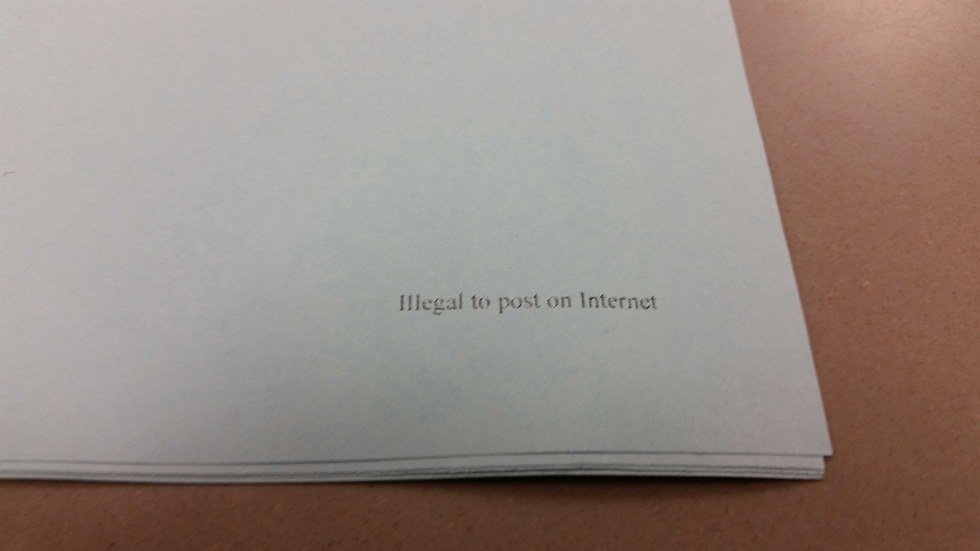 Illegal to post on Internet